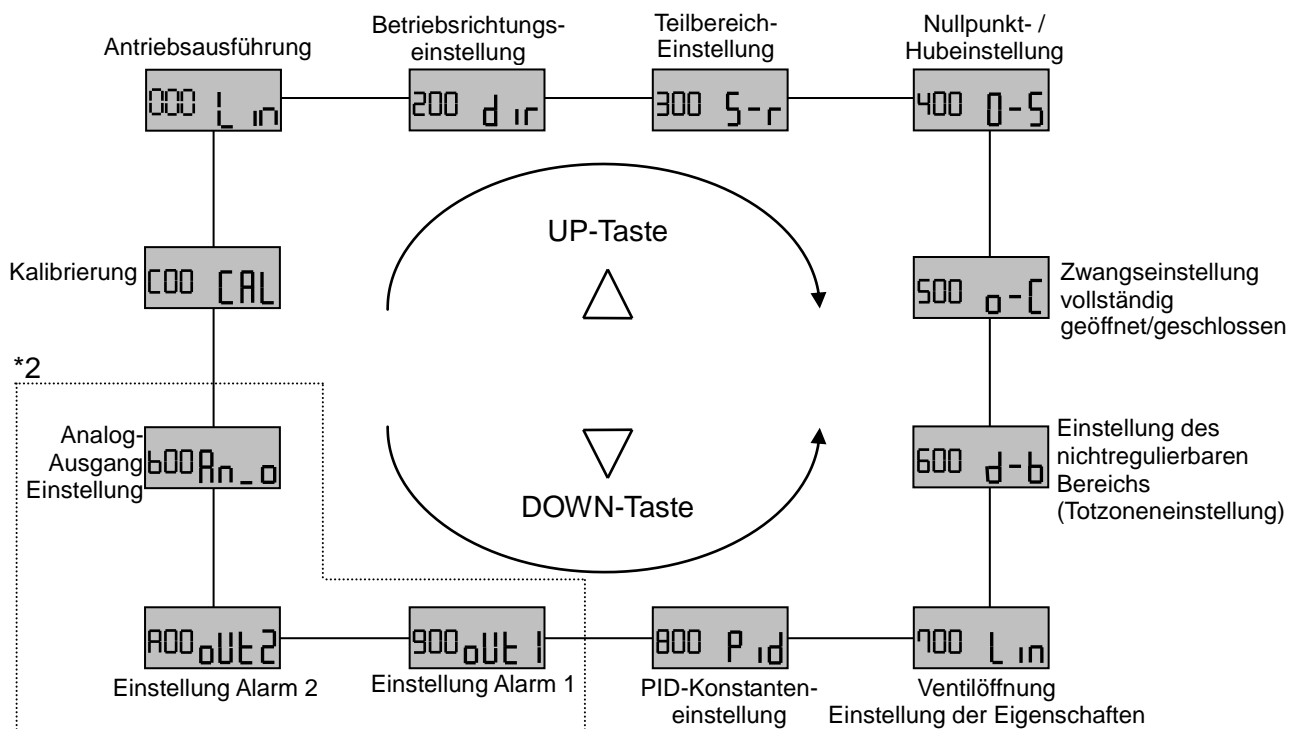 Antriebsausführung
Betriebsrichtungs-
einstellung
Teilbereich-
Einstellung
Nullpunkt- /
Hubeinstellung
000 Lin
200 dir
300 S-r
400 0-S
UP-Taste
Kalibrierung
C00 CAL
500 o-C
Zwangseinstellung
vollständig
geöffnet/geschlossen
*2
Analog-
Ausgang
Einstellung
b00 An_o
600 d-b
Einstellung des
nichtregulierbaren
Bereichs
(Totzoneneinstellung)
DOWN-Taste
A00 oUt2
900 oUt1
800 Pid
700 Lin
Einstellung Alarm 2
Einstellung Alarm 1
PID-Konstanten-
einstellung
Ventilöffnung
Einstellung der Eigenschaften